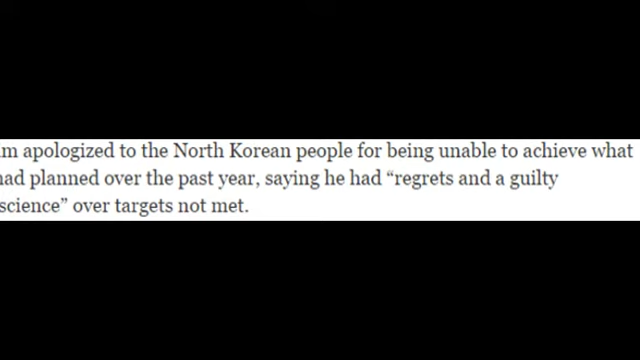 m apologized to the North Korean people for being unable to achieve what
had planned over the past year, saying he had “regrets and a guilty
science” over targets not met.